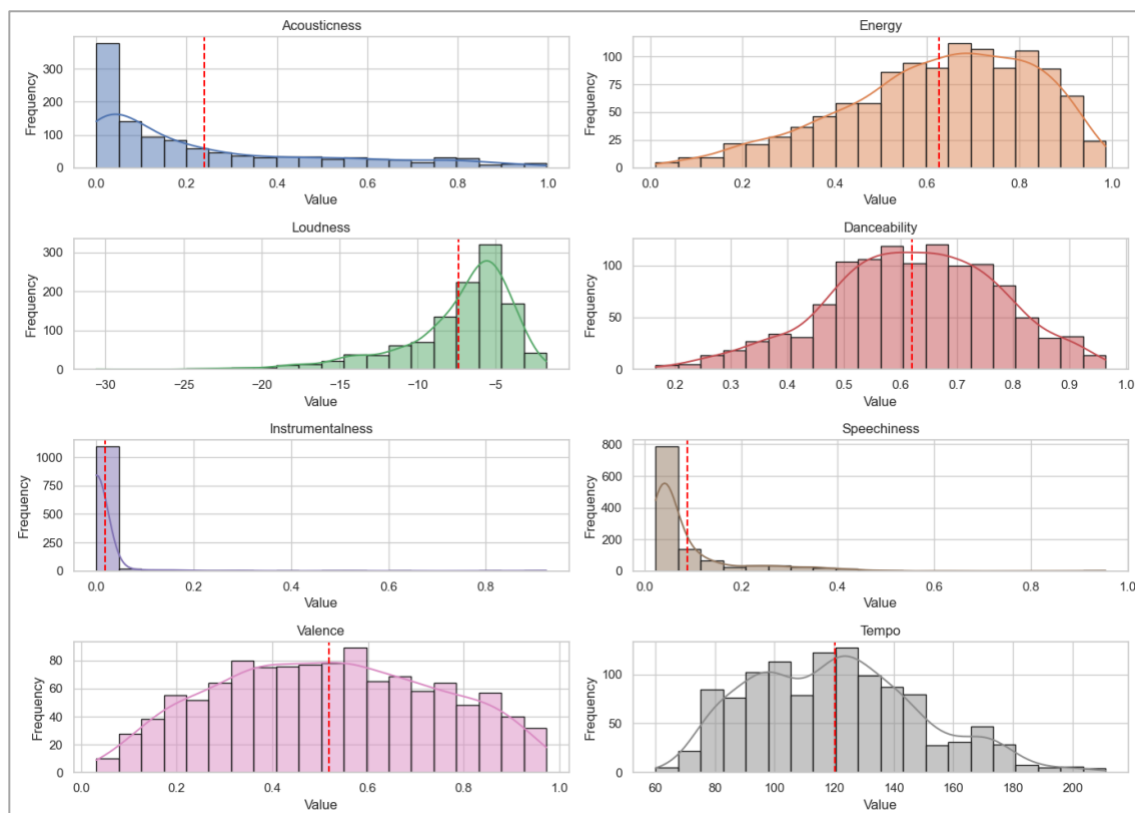 Acousticness
Frequency
300
200
100
0
0.0 0.2 0.4 0.6 0.8 1.0
Value
Energy
Frequency
100
75
50
25
0
0.0 0.2 0.4 0.6 0.8 1.0
Value
Loudness
Frequency
300
200
100
0
−30 −25 −20 −15 −10 −5
Value
Danceability
Frequency
100
50
0
0.2 0.3 0.4 0.5 0.6 0.7 0.8 0.9 1.0
Value
Instrumentalness
Frequency
1000
750
500
250
0
0.0 0.2 0.4 0.6 0.8
Value
Speechiness
Frequency
800
600
400
200
0
0.0 0.2 0.4 0.6 0.8 1.0
Value
Valence
Frequency
80
60
40
20
0
0.0 0.2 0.4 0.6 0.8 1.0
Value
Tempo
Frequency
100
50
0
60 80 100 120 140 160 180 200
Value